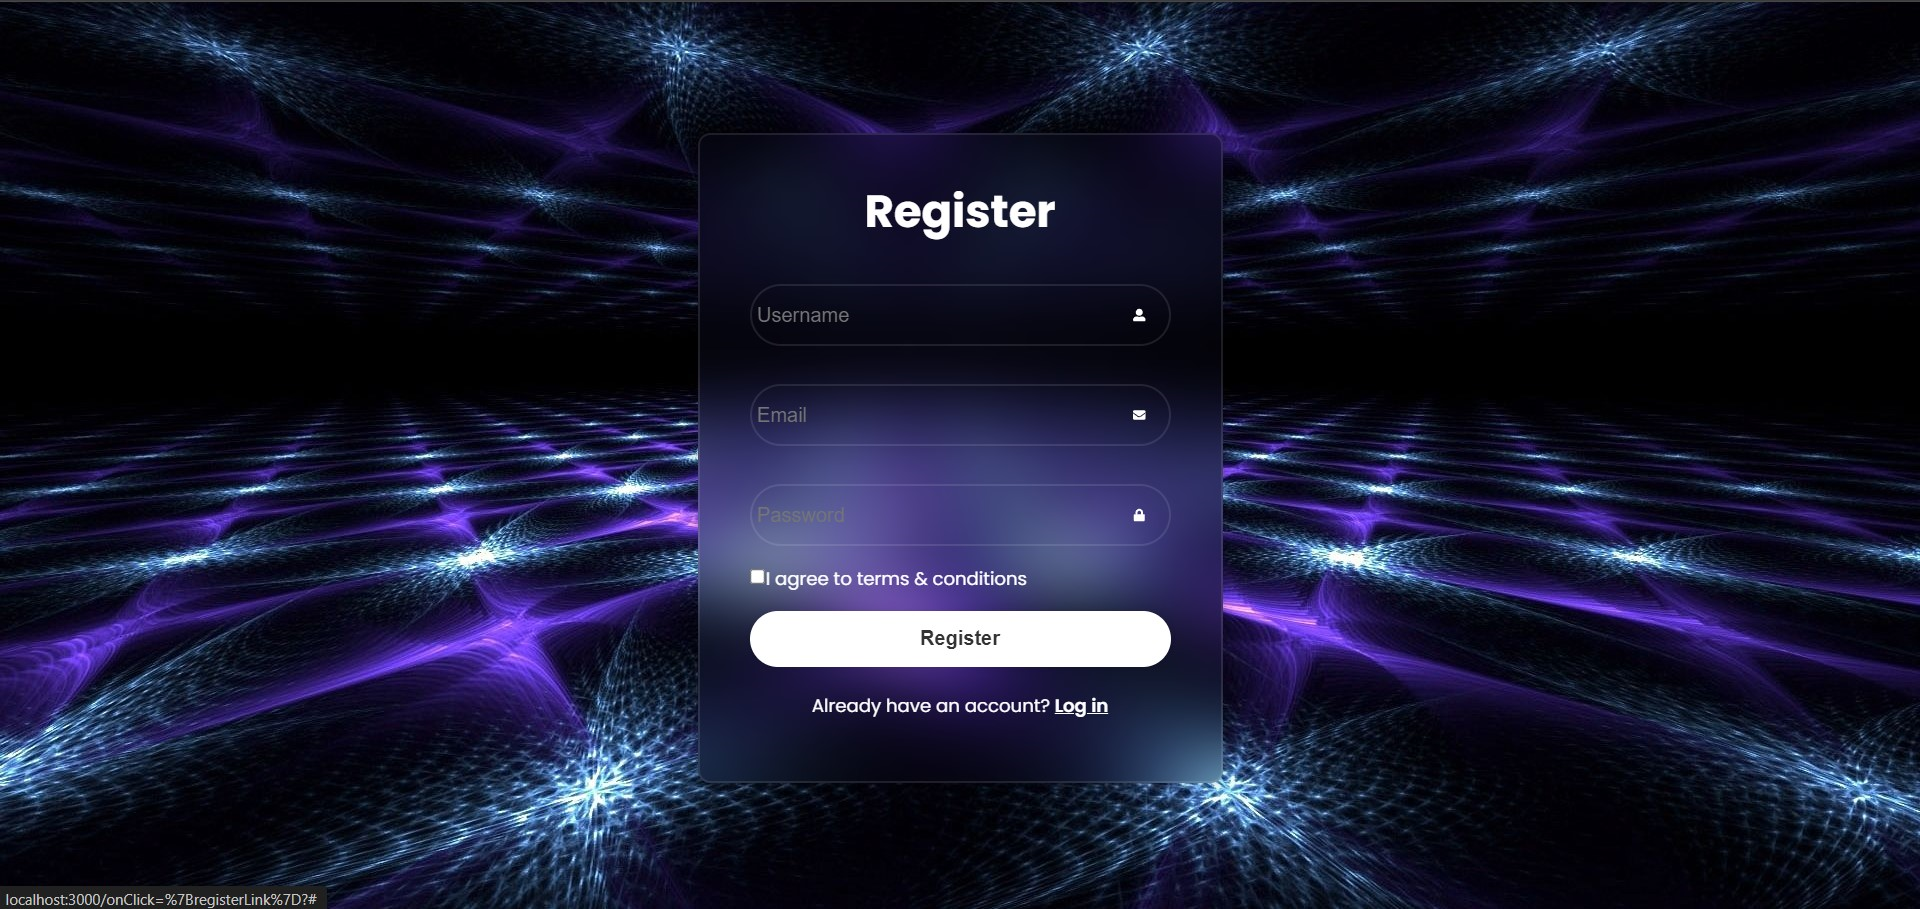 Register
Username
Email
Password
I agree to terms & conditions
Register
Already have an account? Log in
localhost:3000/onClick=%7BregisterLink%7D?#